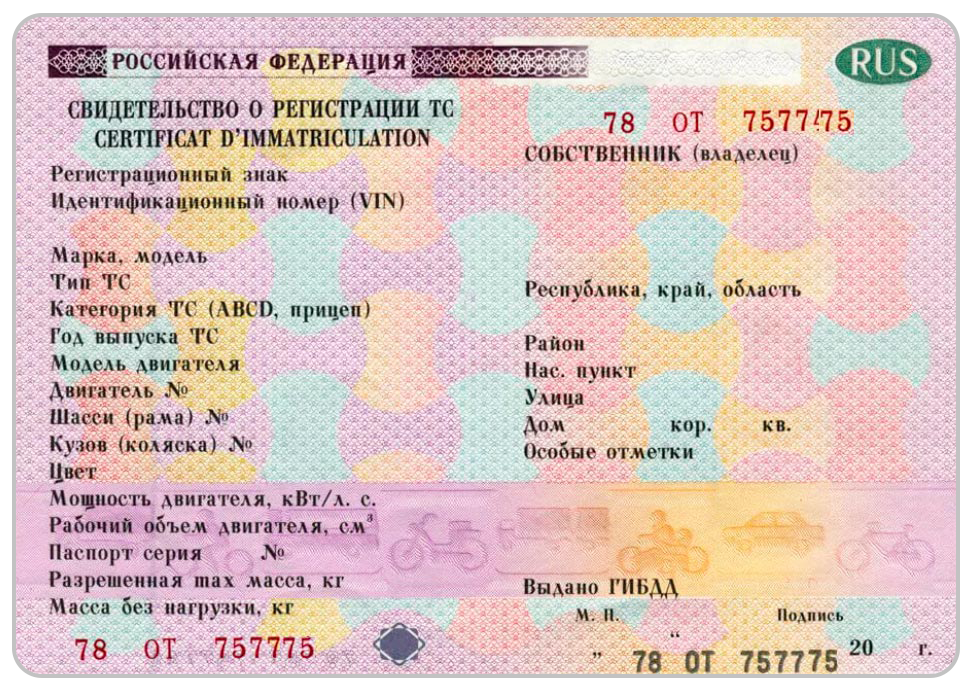 РОССИЙСКАЯ ФЕДЕРАЦИЯ
RUS
СВИДЕТЕЛЬСТВО О РЕГИСТРАЦИИ ТС
CERTIFICAT D'IMMATRICULATION
Регистрационный знак
Идентификационный номер (VIN)
Марка, модель
Тип ТС
Категория ТС (ABCD, прицеп)
Год выпуска ТС
Модель двигателя
Двигатель №
Шасси (рама) №
Кузов (коляска) №
Цвет
Мощность двигателя, кВт/л. с.
Рабочий объем двигателя, см³
Паспорт серия №
Разрешенная max масса, кг
Масса без нагрузки, кг
78 ОТ 757775
78 ОТ 757775
СОБСТВЕННИК (владелец)
Республика, край, область
Район
Нас. пункт
Улица
Дом кор. кв.
Особые отметки
Выдано ГИБДД
М. П. Подпись
„ “ 20 г.
78 ОТ 757775